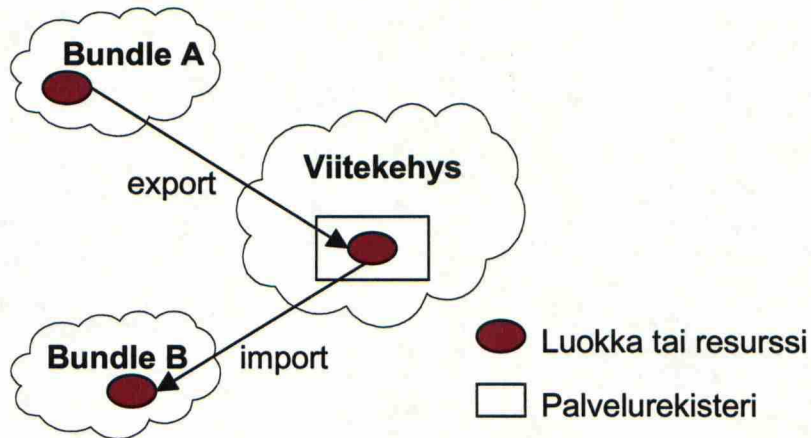 Bundle A
Viitekehys
export
Bundle B
import
Luokka tai resurssi
Palvelurekisteri